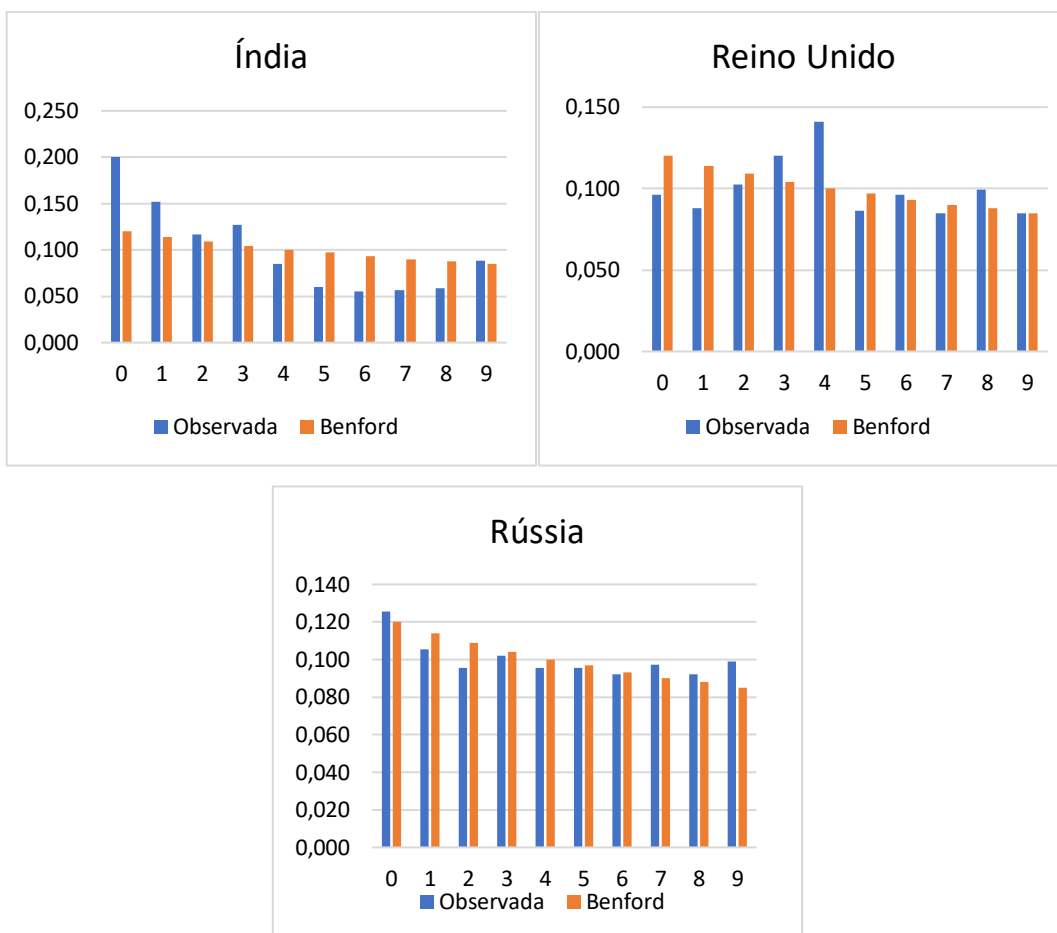 Índia
0,250
0,200
0,150
0,100
0,050
0,000
0 1 2 3 4 5 6 7 8 9
Observada Benford
Reino Unido
0,150
0,100
0,050
0,000
0 1 2 3 4 5 6 7 8 9
Observada Benford
Rússia
0,140
0,120
0,100
0,080
0,060
0,040
0,020
0,000
0 1 2 3 4 5 6 7 8 9
Observada Benford